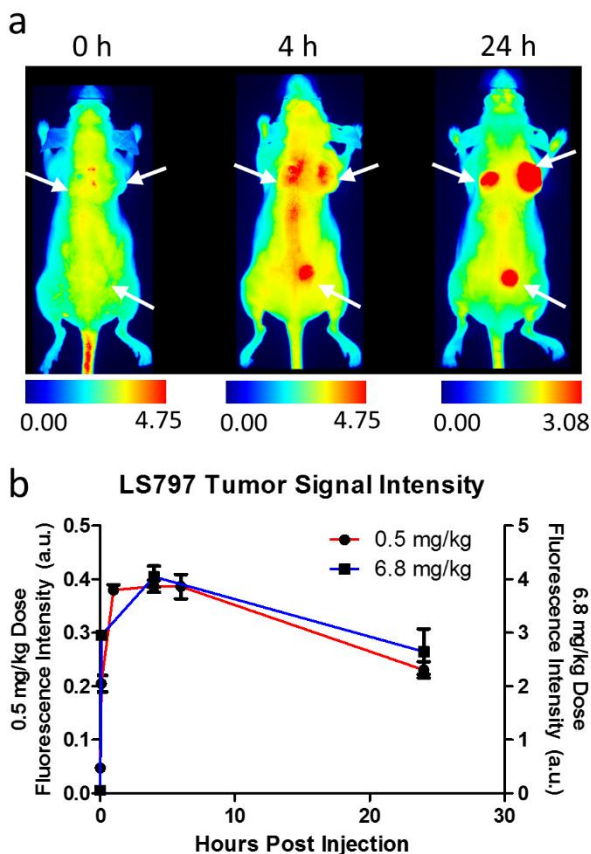 a
0 h 4 h 24 h
0.00 4.75 0.00 4.75 0.00 3.08
b
LS797 Tumor Signal Intensity
0.5 mg/kg Dose
Fluorescence Intensity (a.u.)
0.5
0.4
0.3
0.2
0.1
0.0
0.5 mg/kg
6.8 mg/kg
5
4
3
2
1
0
6.8 mg/kg Dose
Fluorescence Intensity (a.u.)
0 10 20 30
Hours Post Injection